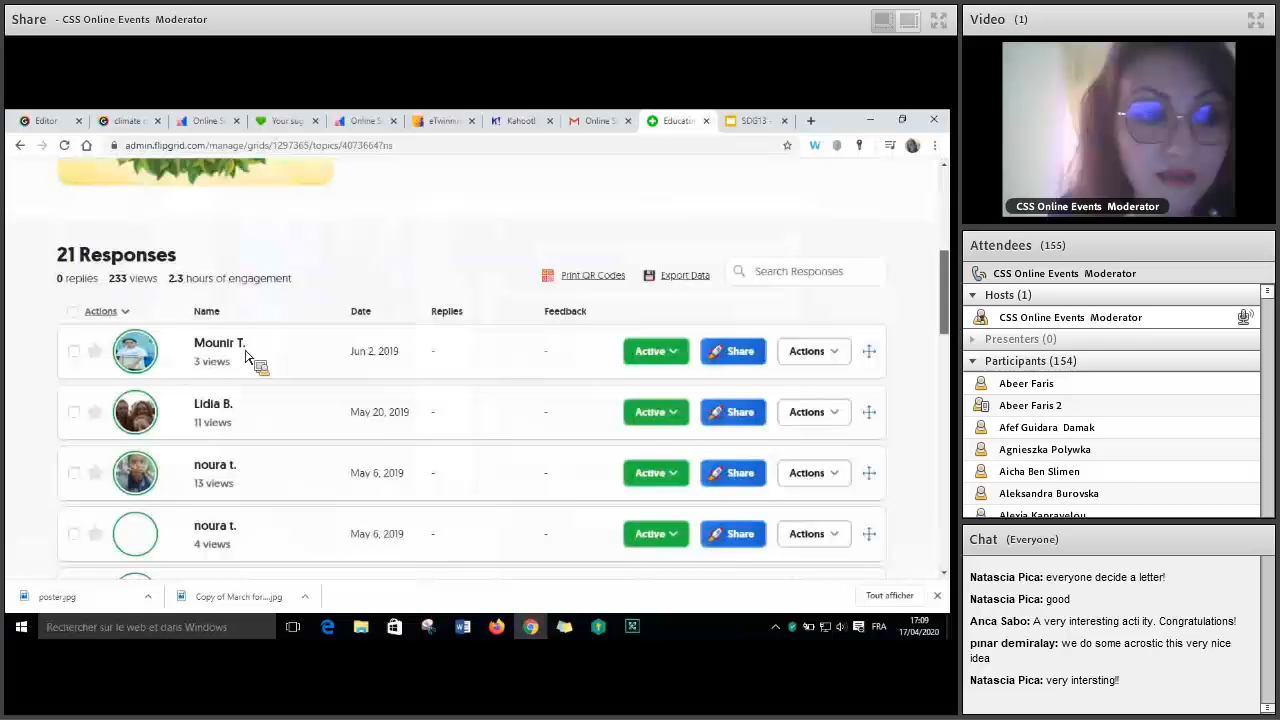 Share - CSS Online Events Moderator
Video (1)
Editor
climate c
Online S
Your sug
Online S
eTwinnin
Kahoot!
Online S
Educator
SDG13 -
admin.flipgrid.com/manage/grids/1297365/topics/4073664?ns
CSS Online Events Moderator
Attendees (155)
CSS Online Events Moderator
Hosts (1)
CSS Online Events Moderator
Presenters (0)
Participants (154)
Abeer Faris
Abeer Faris 2
Afef Guidara Damak
Agnieszka Polywka
Aicha Ben Slimen
Aleksandra Burovska
Alexia Kapravelou
21 Responses
0 replies 233 views 2.3 hours of engagement
Print QR Codes
Export Data
Search Responses
Actions Name Date Replies Feedback
Mounir T.
3 views
Jun 2, 2019 - - Active Share Actions
Lidia B.
11 views
May 20, 2019 - - Active Share Actions
noura t.
13 views
May 6, 2019 - - Active Share Actions
noura t.
4 views
May 6, 2019 - - Active Share Actions
Chat (Everyone)
Natascia Pica: everyone decide a letter!
Natascia Pica: good
Anca Sabo: A very interesting acti ity. Congratulations!
pınar demiralay: we do some acrostic this very nice
idea
Natascia Pica: very intersting!!
poster.jpg
Copy of March for....jpg
Tout afficher
Rechercher sur le web et dans Windows
FRA
17:09
17/04/2020